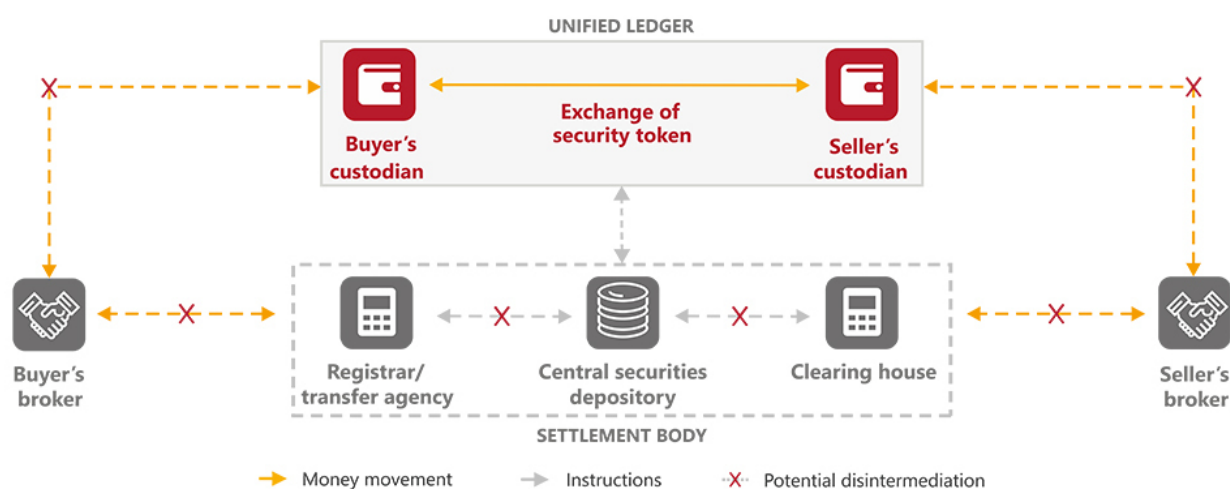 UNIFIED LEDGER
Exchange of
security token
Buyer's
custodian
Seller's
custodian
Buyer's
broker
Registrar/
transfer agency
Central securities
depository
Clearing house
Seller's
broker
SETTLEMENT BODY
Money movement
Instructions
Potential disintermediation